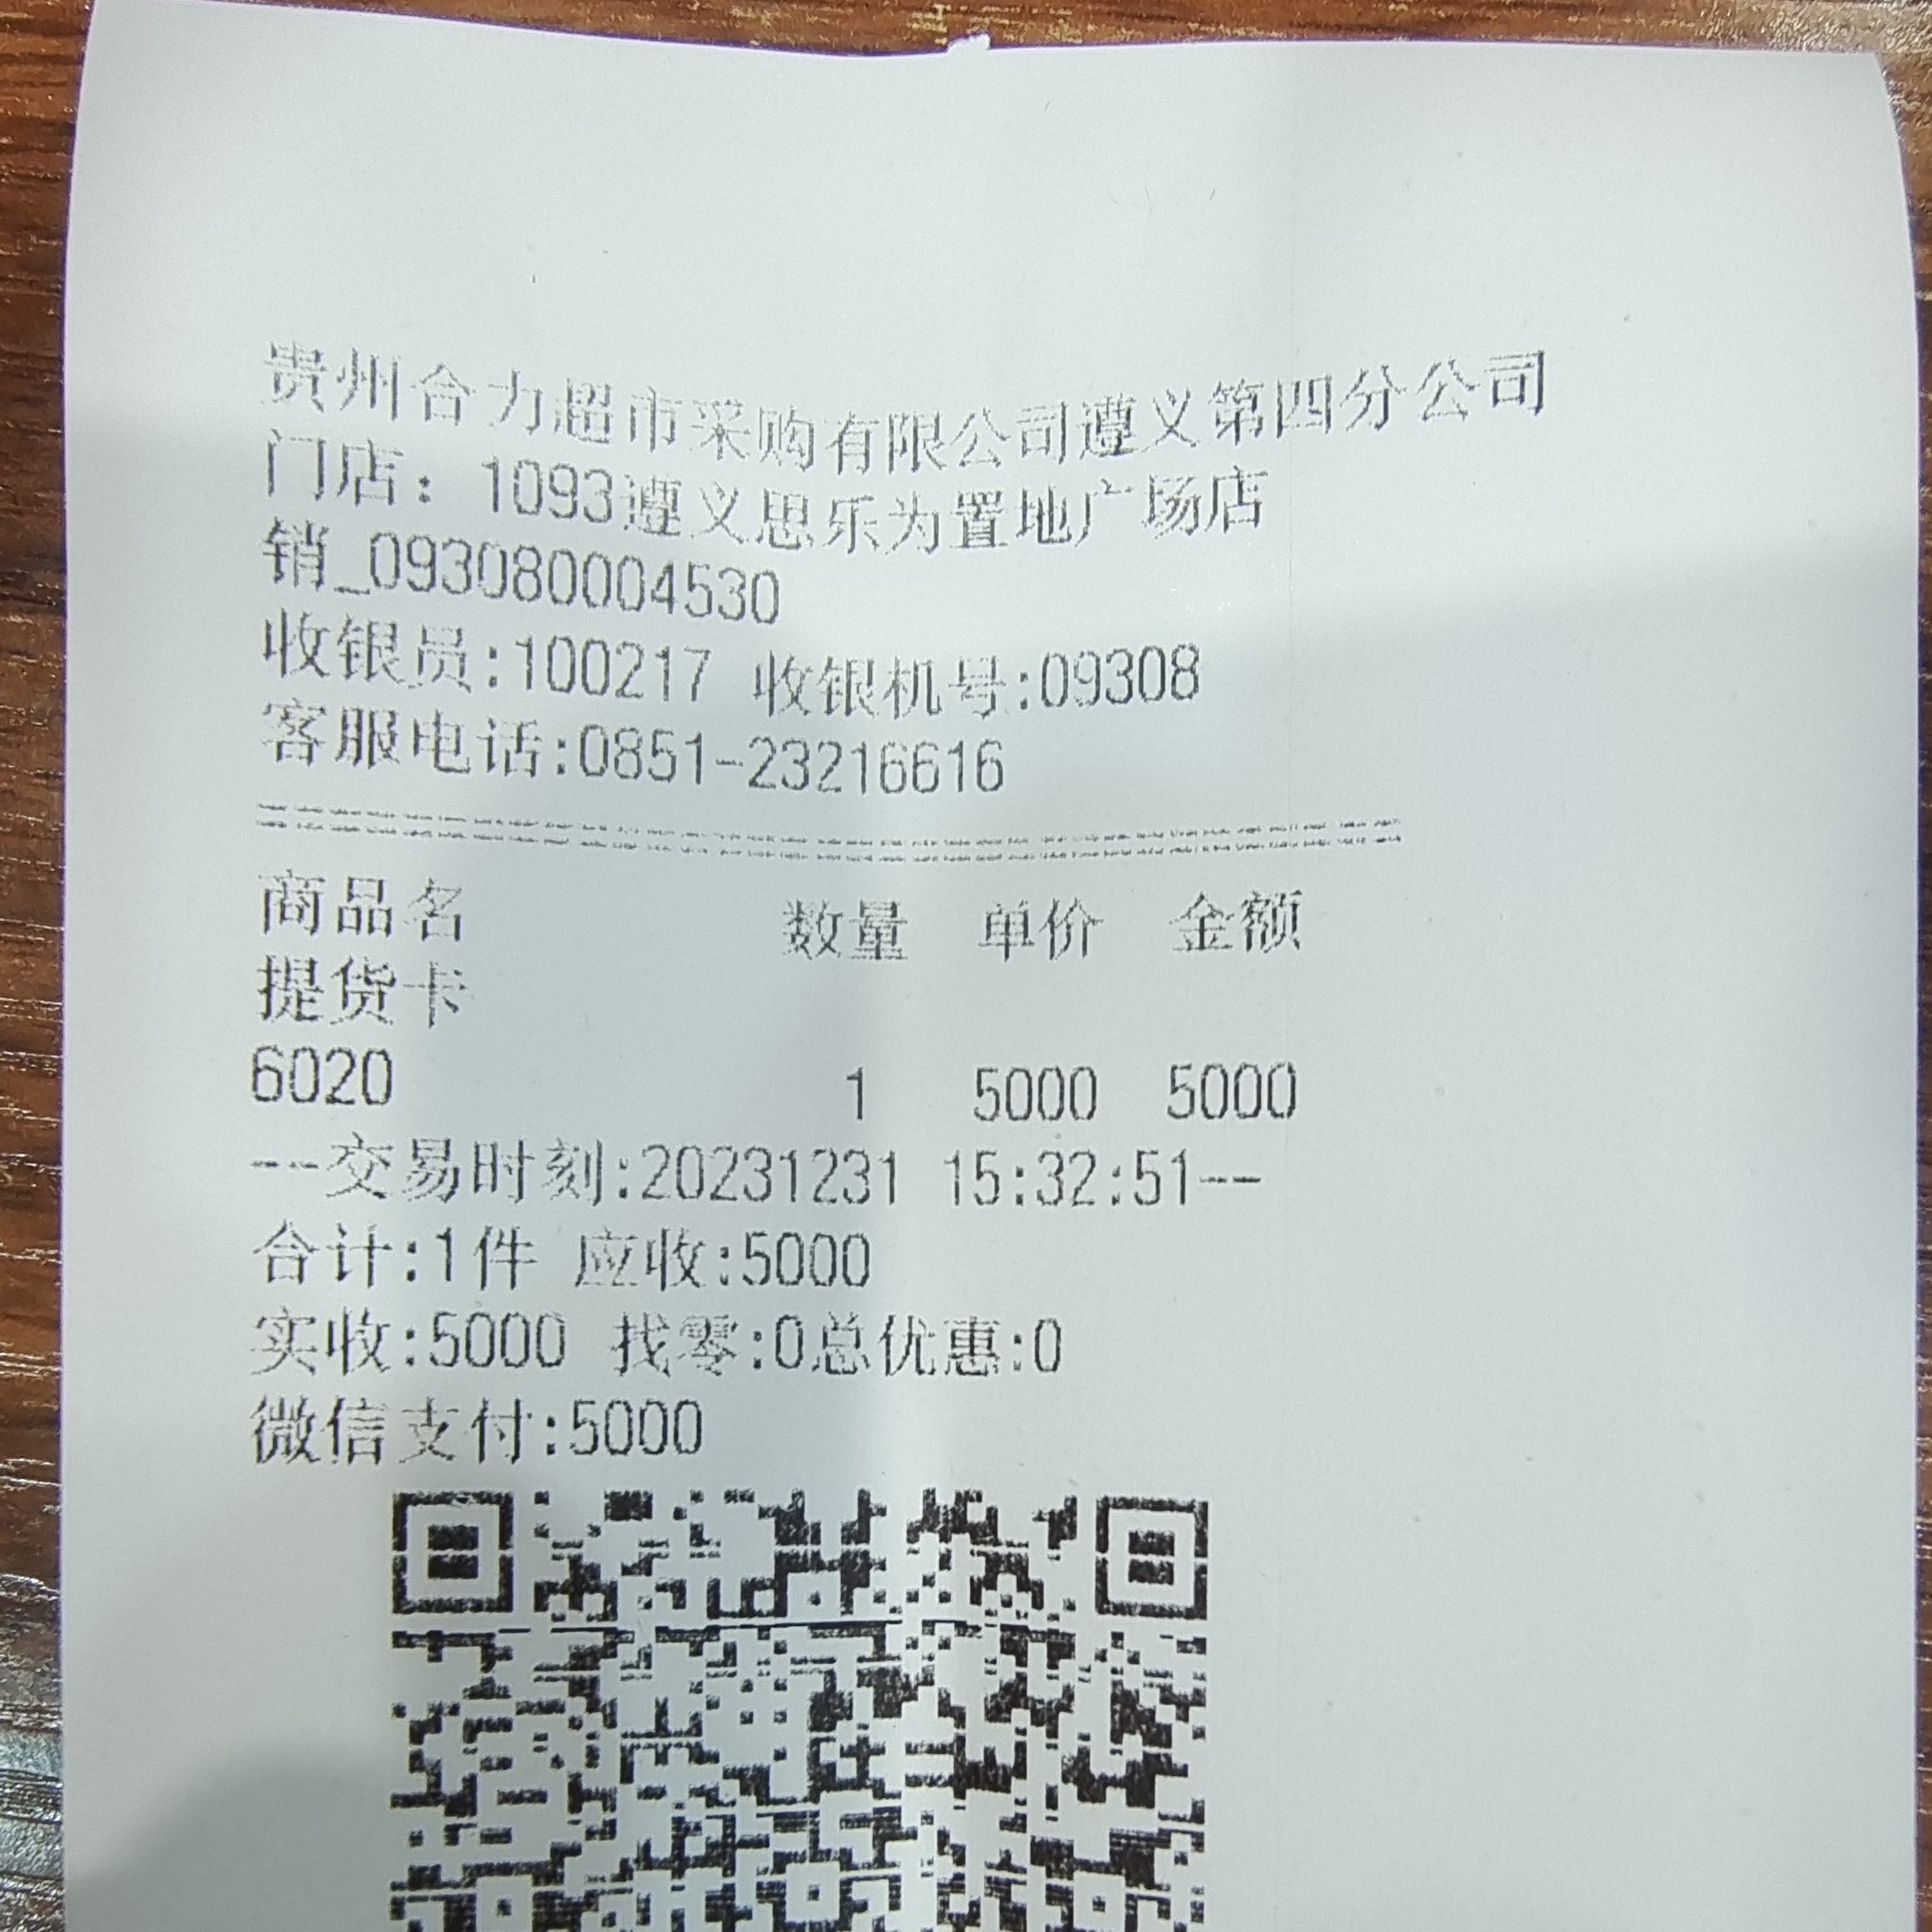 贵州合力超市采购有限公司遵义第四分公司
门店：1093遵义思乐为置地广场店
销_093080004530
收银员:100217 收银机号:09308
客服电话:0851-23216616
================================
商品名 数量 单价 金额
提货卡
6020 1 5000 5000
--交易时刻:20231231 15:32:51--
合计:1件 应收:5000
实收:5000 找零:0总优惠:0
微信支付:5000